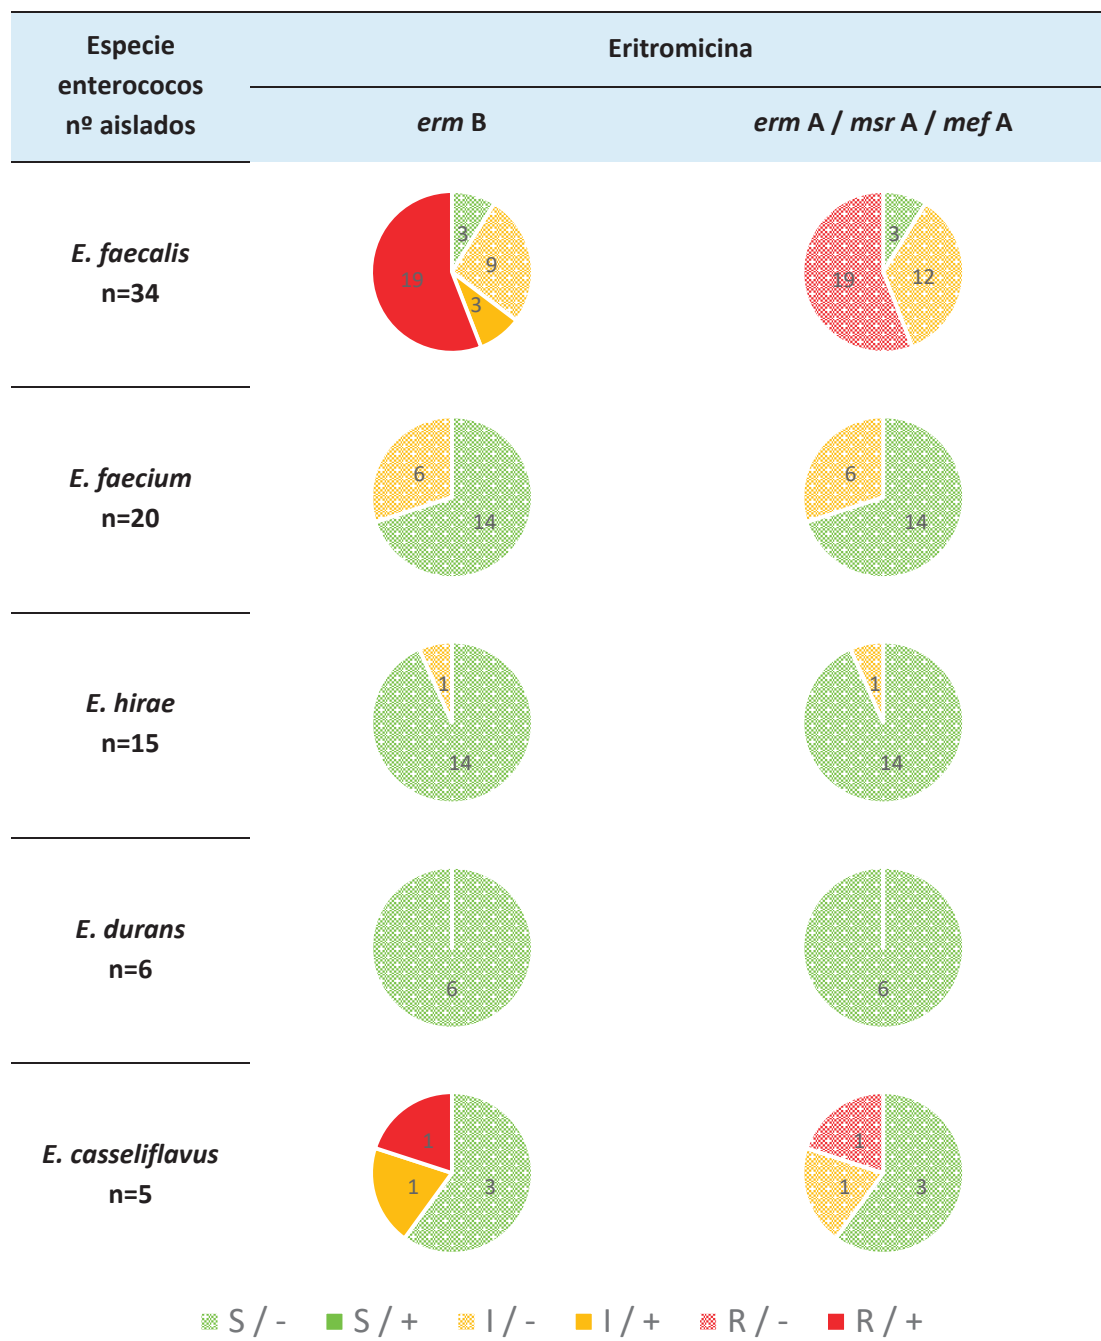 Especie
enterococos
nº aislados
Eritromicina
erm B
erm A / msr A / mef A
E. faecalis
n=34
3
9
3
19
3
12
19
E. faecium
n=20
6
14
6
14
E. hirae
n=15
1
14
1
14
E. durans
n=6
6
6
E. casseliflavus
n=5
1
1
3
1
1
3
S / -
S / +
I / -
I / +
R / -
R / +